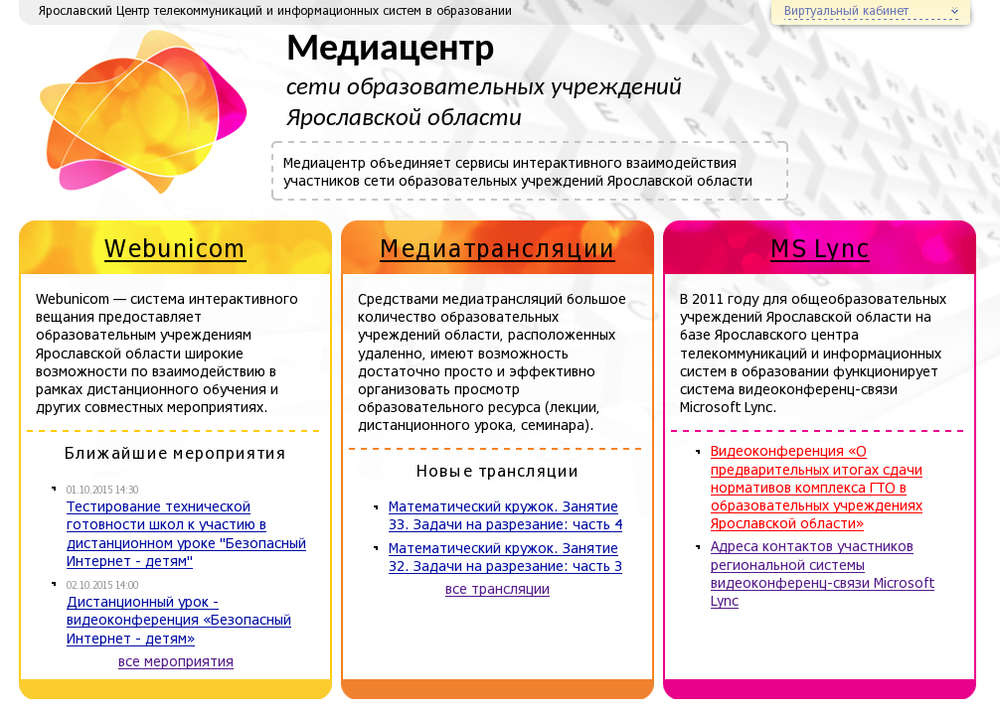 Ярославский Центр телекоммуникаций и информационных систем в образовании
Виртуальный кабинет
Медиацентр
сети образовательных учреждений
Ярославской области
Медиацентр объединяет сервисы интерактивного взаимодействия
участников сети образовательных учреждений Ярославской области
Webunicom
Webunicom — система интерактивного
вещания предоставляет
образовательным учреждениям
Ярославской области широкие
возможности по взаимодействию в
рамках дистанционного обучения и
других совместных мероприятиях.
Ближайшие мероприятия
01.10.2015 14:30
Тестирование технической
готовности школ к участию в
дистанционном уроке "Безопасный
Интернет - детям"
02.10.2015 14:00
Дистанционный урок -
видеоконференция «Безопасный
Интернет - детям»
все мероприятия
Медиатрансляции
Средствами медиатрансляций большое
количество образовательных
учреждений области, расположенных
удаленно, имеют возможность
достаточно просто и эффективно
организовать просмотр
образовательного ресурса (лекции,
дистанционного урока, семинара).
Новые трансляции
Математический кружок. Занятие
33. Задачи на разрезание: часть 4
Математический кружок. Занятие
32. Задачи на разрезание: часть 3
все трансляции
MS Lync
В 2011 году для общеобразовательных
учреждений Ярославской области на
базе Ярославского центра
телекоммуникаций и информационных
систем в образовании функционирует
система видеоконференц-связи
Microsoft Lync.
Видеоконференция «О
предварительных итогах сдачи
нормативов комплекса ГТО в
образовательных учреждениях
Ярославской области»
Адреса контактов участников
региональной системы
видеоконференц-связи Microsoft
Lync